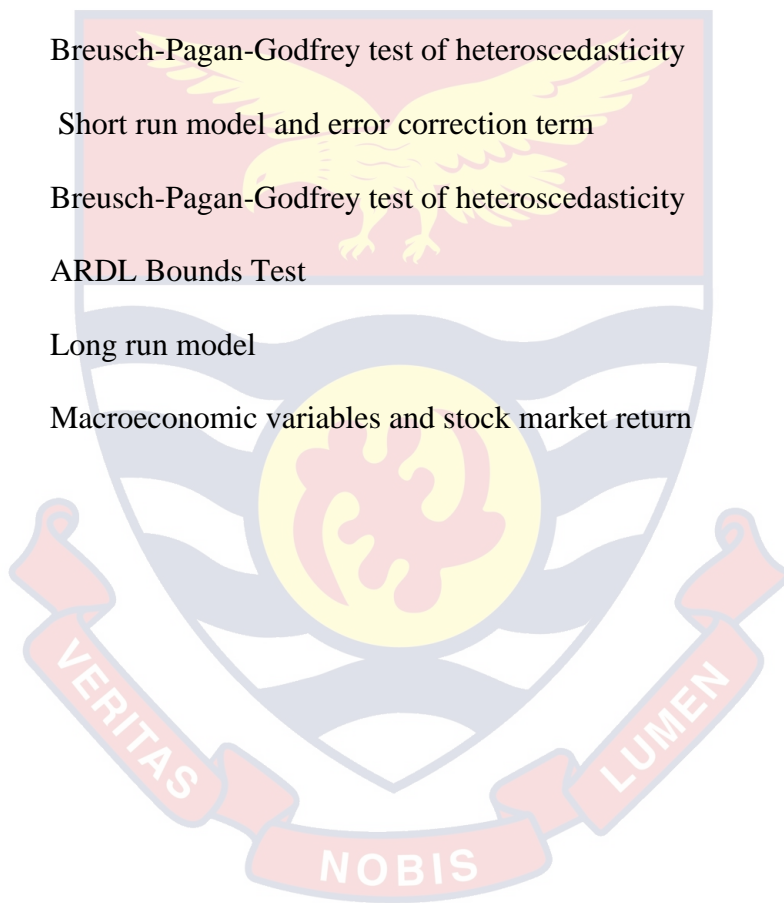 Breusch-Pagan-Godfrey test of heteroscedasticity
Short run model and error correction term
Breusch-Pagan-Godfrey test of heteroscedasticity
ARDL Bounds Test
Long run model
Macroeconomic variables and stock market return
VERITAS
NOBIS
LUMEN